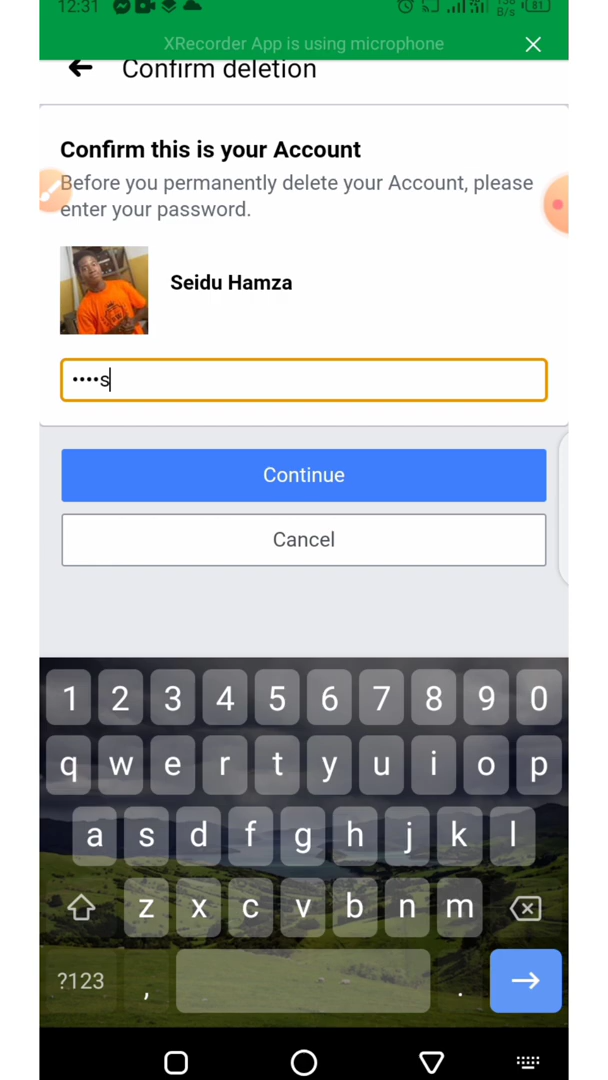 12:31
B/s 81
XRecorder App is using microphone
Confirm deletion
Confirm this is your Account
Before you permanently delete your Account, please
enter your password.
Seidu Hamza
••••s
Continue
Cancel
1 2 3 4 5 6 7 8 9 0
q w e r t y u i o p
a s d f g h j k l
z x c v b n m
?123 , .